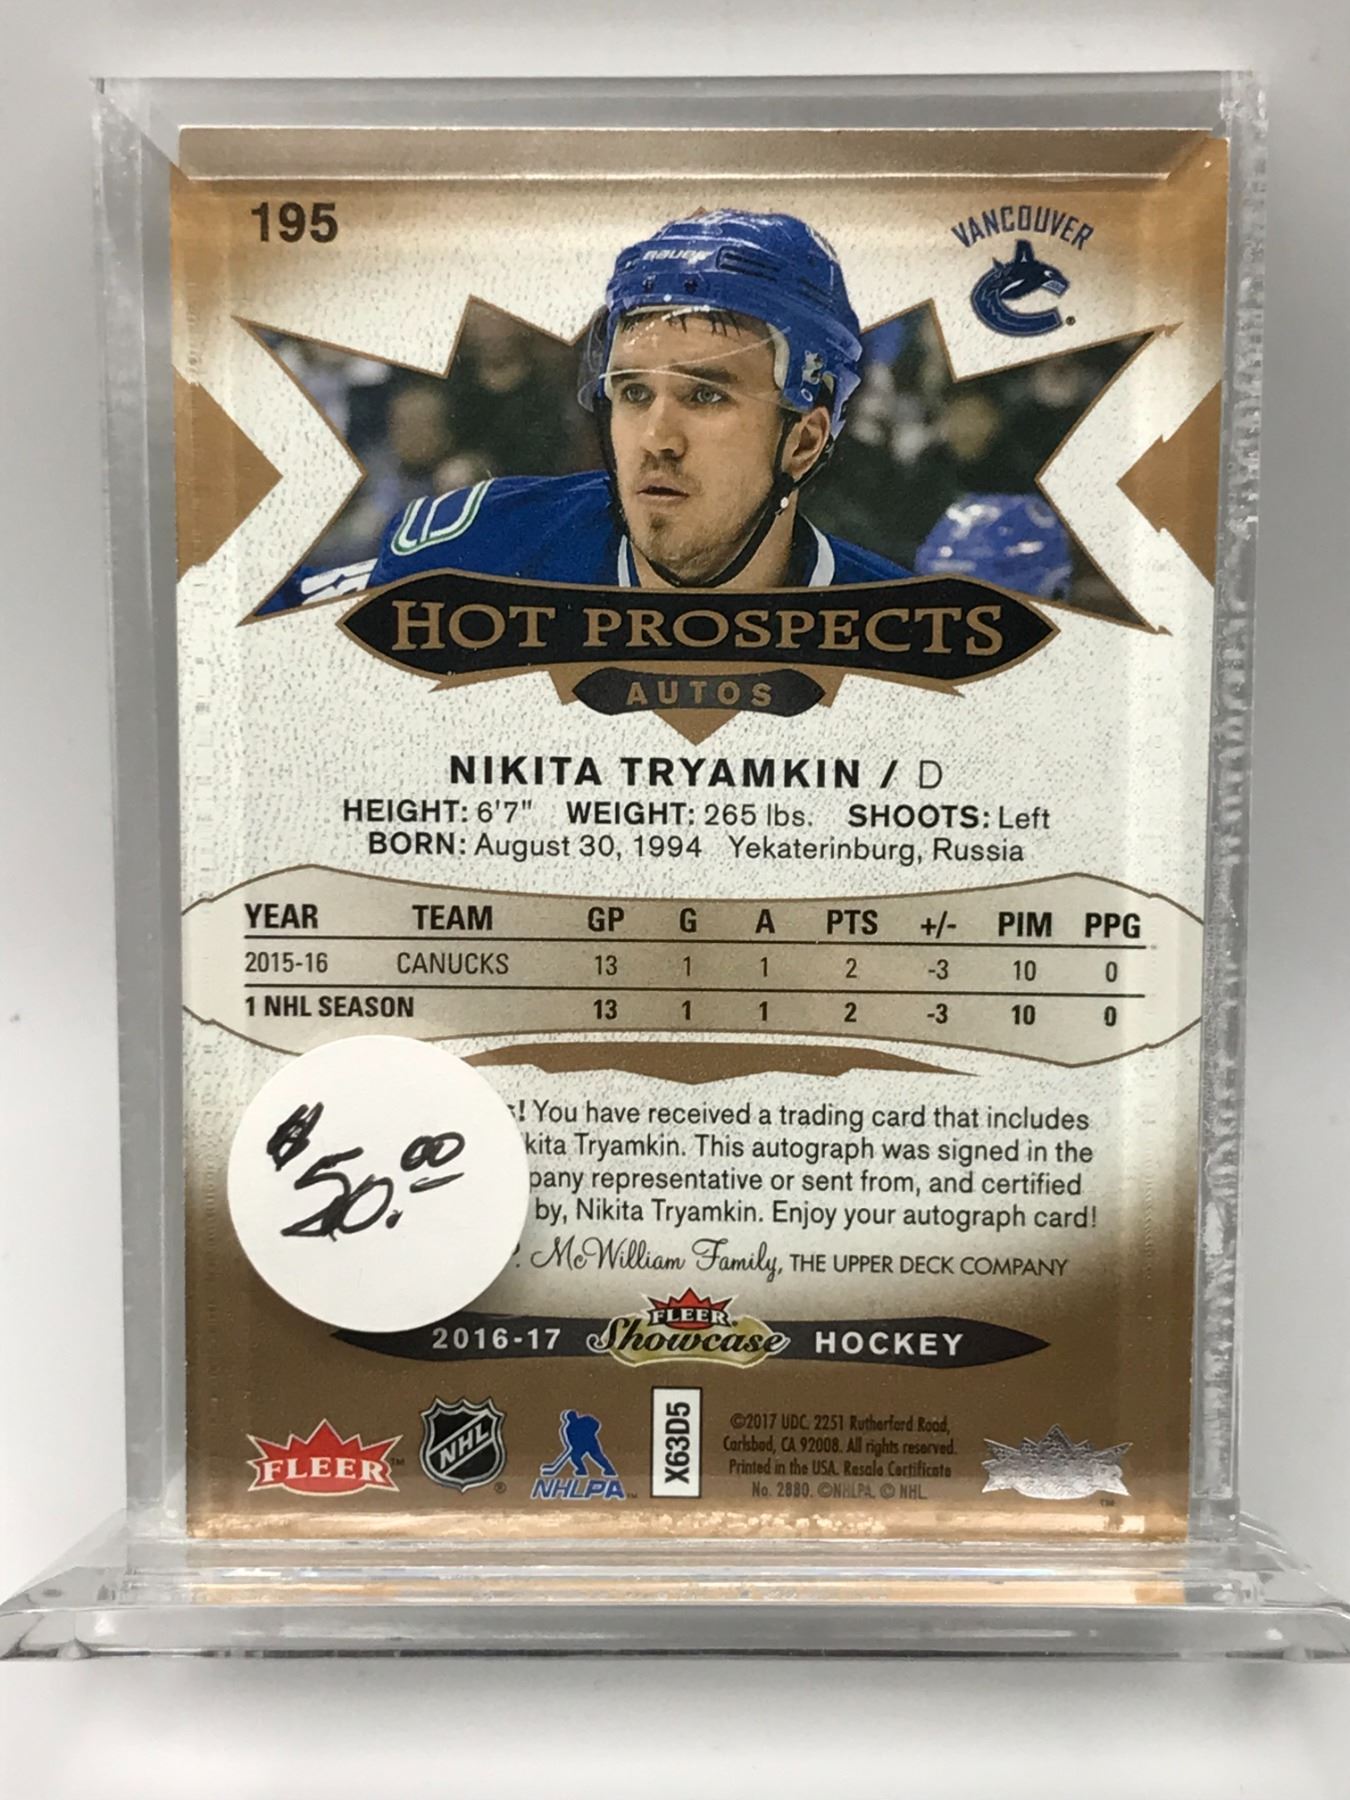 195
VANCOUVER
BAUER
HOT PROSPECTS
AUTOS
NIKITA TRYAMKIN / D
HEIGHT: 6'7" WEIGHT: 265 lbs. SHOOTS: Left
BORN: August 30, 1994 Yekaterinburg, Russia
YEAR TEAM GP G A PTS +/- PIM PPG
2015-16 CANUCKS 13 1 1 2 -3 10 0
1 NHL SEASON 13 1 1 2 -3 10 0
s! You have received a trading card that includes
kita Tryamkin. This autograph was signed in the
pany representative or sent from, and certified
by, Nikita Tryamkin. Enjoy your autograph card!
$50.00
McWilliam Family, THE UPPER DECK COMPANY
2016-17 FLEER Showcase HOCKEY
FLEER™ NHL® NHLPA™ X63D5
©2017 UDC. 2251 Rutherford Road,
Carlsbad, CA 92008. All rights reserved.
Printed in the USA. Resale Certificate
No. 2880. ©NHLPA. © NHL.